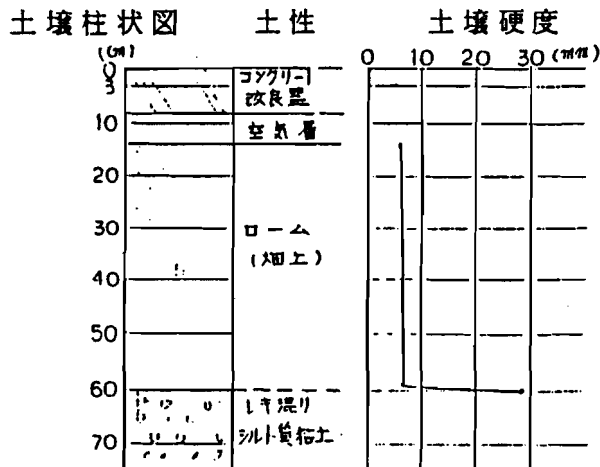 土壌柱状図 土性 土壌硬度
(cm) 0 10 20 30 (mm)
0
3
コンクリート
改良蓋
10
空気層
20
30
ローム
(畑土)
40
50
60
レキ混り
シルト質粘土
70